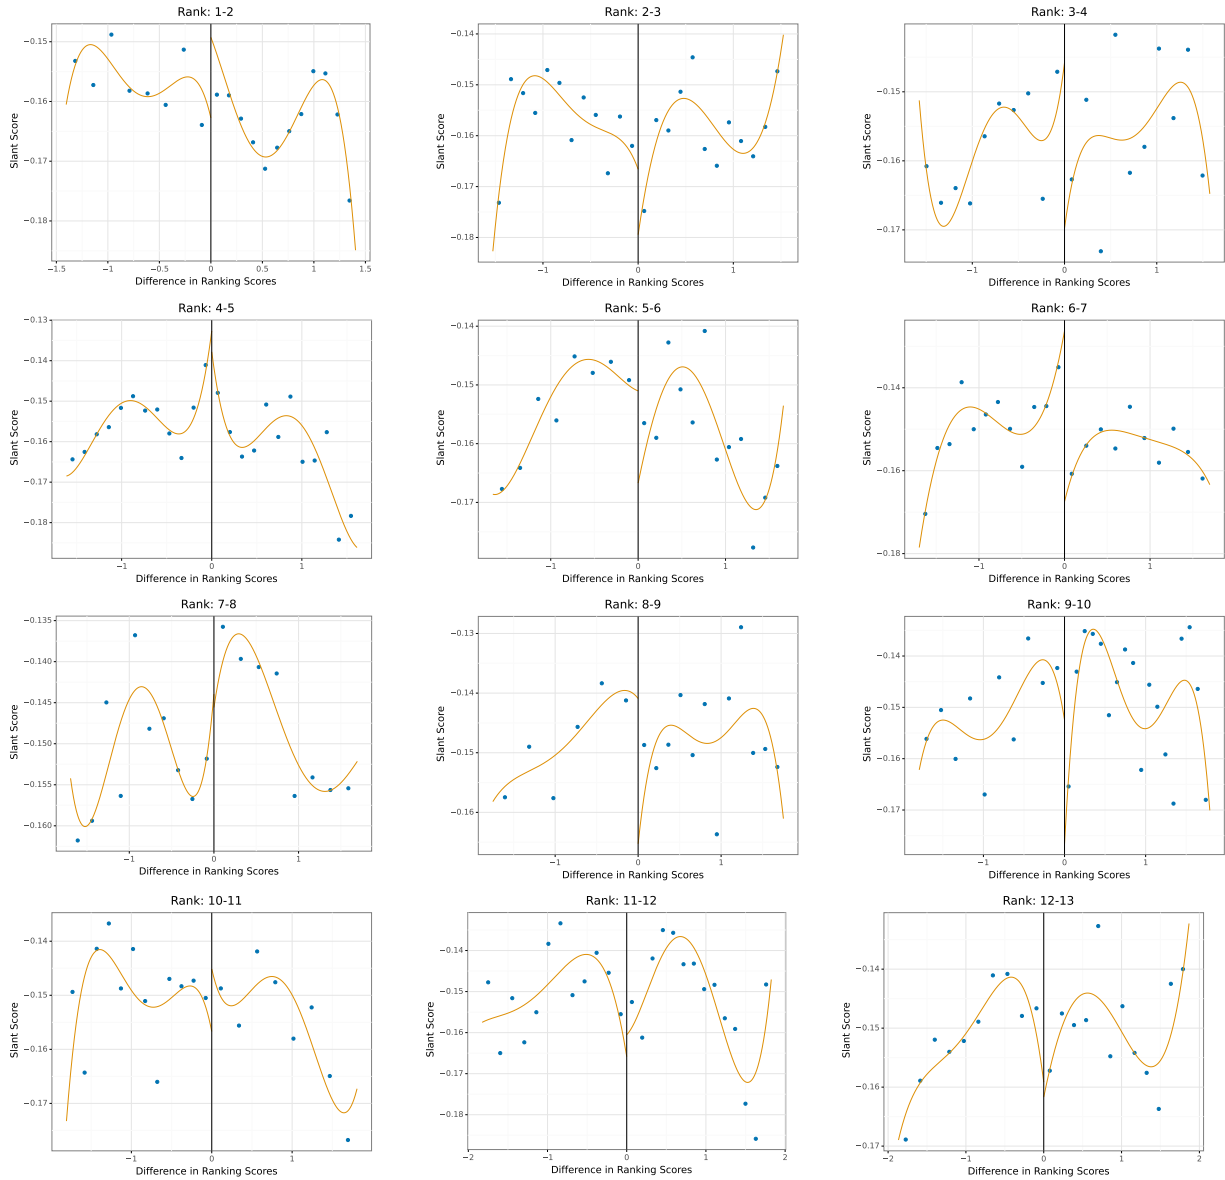 Rank: 1-2
−0.15
−0.16
−0.17
−0.18
Slant Score
−1.5
−1
−0.5
0
0.5
1
1.5
Difference in Ranking Scores
Rank: 2-3
−0.14
−0.15
−0.16
−0.17
−0.18
Slant Score
−1
0
1
Difference in Ranking Scores
Rank: 3-4
−0.15
−0.16
−0.17
Slant Score
−1
0
1
Difference in Ranking Scores
Rank: 4-5
−0.13
−0.14
−0.15
−0.16
−0.17
−0.18
Slant Score
−1
0
1
Difference in Ranking Scores
Rank: 5-6
−0.14
−0.15
−0.16
−0.17
Slant Score
−1
0
1
Difference in Ranking Scores
Rank: 6-7
−0.14
−0.16
−0.18
Slant Score
−1
0
1
Difference in Ranking Scores
Rank: 7-8
−0.135
−0.140
−0.145
−0.150
−0.155
−0.160
Slant Score
−1
0
1
Difference in Ranking Scores
Rank: 8-9
−0.13
−0.14
−0.15
−0.16
Slant Score
−1
0
1
Difference in Ranking Scores
Rank: 9-10
−0.14
−0.15
−0.16
−0.17
Slant Score
−1
0
1
Difference in Ranking Scores
Rank: 10-11
−0.14
−0.15
−0.16
−0.17
Slant Score
−1
0
1
Difference in Ranking Scores
Rank: 11-12
−0.14
−0.15
−0.16
−0.17
−0.18
Slant Score
−2
−1
0
1
2
Difference in Ranking Scores
Rank: 12-13
−0.14
−0.15
−0.16
−0.17
Slant Score
−2
−1
0
1
2
Difference in Ranking Scores